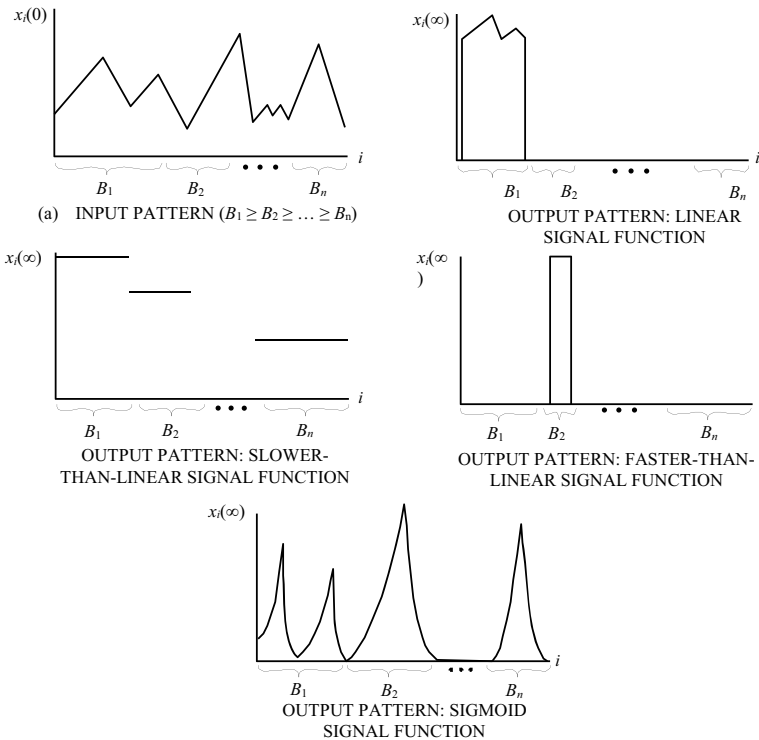 xi(0)
i
B1 B2 • • • Bn
(a) INPUT PATTERN (B1 ≥ B2 ≥ … ≥ Bn)
xi(∞)
i
B1 B2 • • • Bn
OUTPUT PATTERN: LINEAR
SIGNAL FUNCTION
xi(∞)
i
B1 B2 • • • Bn
OUTPUT PATTERN: SLOWER-
THAN-LINEAR SIGNAL FUNCTION
xi(∞
)
i
B1 B2 • • • Bn
OUTPUT PATTERN: FASTER-THAN-
LINEAR SIGNAL FUNCTION
xi(∞)
i
B1 B2 • • • Bn
OUTPUT PATTERN: SIGMOID
SIGNAL FUNCTION